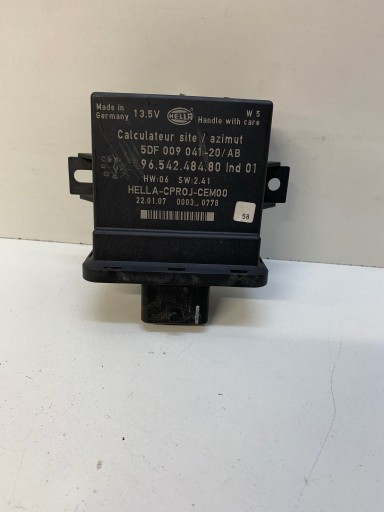 Made in Germany 13.5V HELLA W 5
Handle with care
Calculateur site / azimut
5DF 009 041-20/AB
96.542.484.80 Ind 01
HW:06 SW:2.41
HELLA-CPROJ-CEM00
22.01.07 0003_0778
58